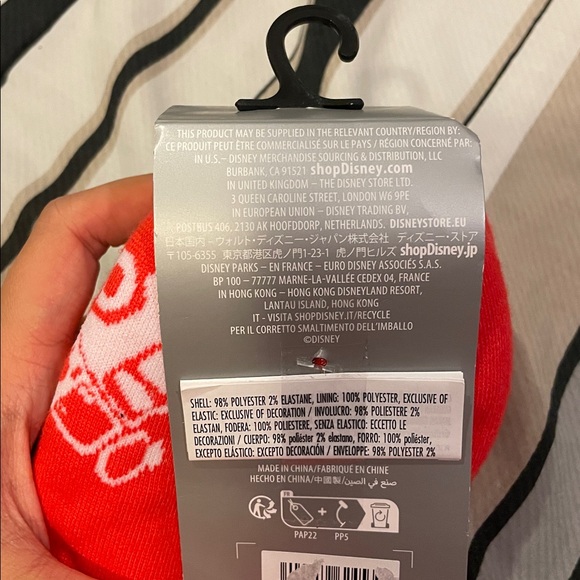 THIS PRODUCT MAY BE SUPPLIED IN THE RELEVANT COUNTRY/REGION BY:
CE PRODUIT PEUT ÊTRE COMMERCIALISÉ SUR LE PAYS / RÉGION CONCERNÉ PAR:
IN U.S. - DISNEY MERCHANDISE SOURCING & DISTRIBUTION, LLC
BURBANK, CA 91521 shopDisney.com
IN UNITED KINGDOM - THE DISNEY STORE LTD.
3 QUEEN CAROLINE STREET, LONDON W6 9PE
IN EUROPEAN UNION - DISNEY TRADING BV,
POSTBUS 406, 2130 AK HOOFDDORP, NETHERLANDS. DISNEYSTORE.EU
日本国内－ウォルト・ディズニー・ジャパン株式会社 ディズニー・ストア
〒105-6355 東京都港区虎ノ門1-23-1 虎ノ門ヒルズ shopDisney.jp
DISNEY PARKS - EN FRANCE - EURO DISNEY ASSOCIÉS S.A.S.
BP 100 - 77777 MARNE-LA-VALLÉE CEDEX 04, FRANCE
IN HONG KONG - HONG KONG DISNEYLAND RESORT,
LANTAU ISLAND, HONG KONG
IT - VISITA SHOPDISNEY.IT/RECYCLE
PER IL CORRETTO SMALTIMENTO DELL'IMBALLO
©DISNEY
SHELL: 98% POLYESTER 2% ELASTANE, LINING: 100% POLYESTER, EXCLUSIVE OF
ELASTIC: EXCLUSIVE OF DECORATION / INVOLUCRO: 98% POLIESTERE 2%
ELASTAN, FODERA: 100% POLIESTERE, SENZA ELASTICO: ECCETTO LE
DECORAZIONI / CUERPO: 98% poliéster 2% elastano, FORRO: 100% poliéster,
EXCEPTO ELÁSTICO: EXCEPTO DECORACIÓN / ENVELOPPE: 98% POLYESTER 2%
MADE IN CHINA/FABRIQUÉ EN CHINE
HECHO EN CHINA/中國製/صنع في الصين
FR
PAP22 + PP5